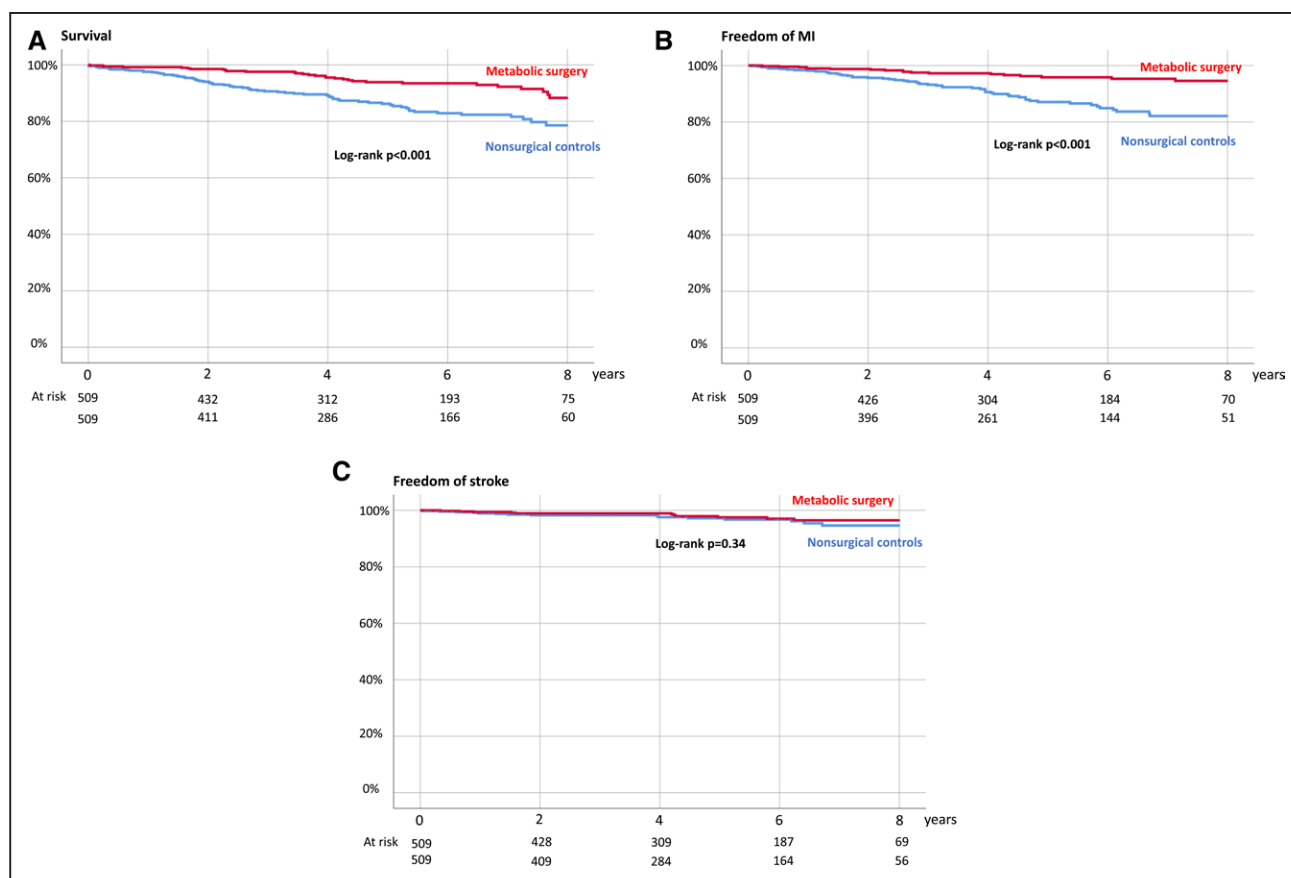 A Survival
100%
Metabolic surgery
80%
Nonsurgical controls
Log-rank p<0.001
60%
40%
20%
0%
0 2 4 6 8 years
At risk 509 432 312 193 75
509 411 286 166 60
B Freedom of MI
100%
Metabolic surgery
80%
Log-rank p<0.001 Nonsurgical controls
60%
40%
20%
0%
0 2 4 6 8 years
At risk 509 426 304 184 70
509 396 261 144 51
C Freedom of stroke
Metabolic surgery
100%
Log-rank p=0.34 Nonsurgical controls
80%
60%
40%
20%
0%
0 2 4 6 8 years
At risk 509 428 309 187 69
509 409 284 164 56